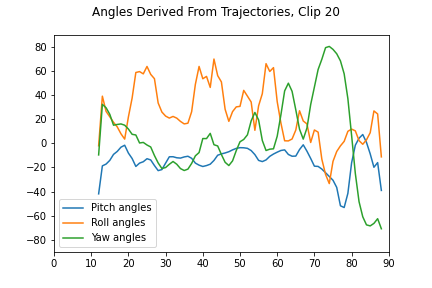 Angles Derived From Trajectories, Clip 20
80
60
40
20
0
−20
−40
−60
−80
Pitch angles
Roll angles
Yaw angles
0 10 20 30 40 50 60 70 80 90